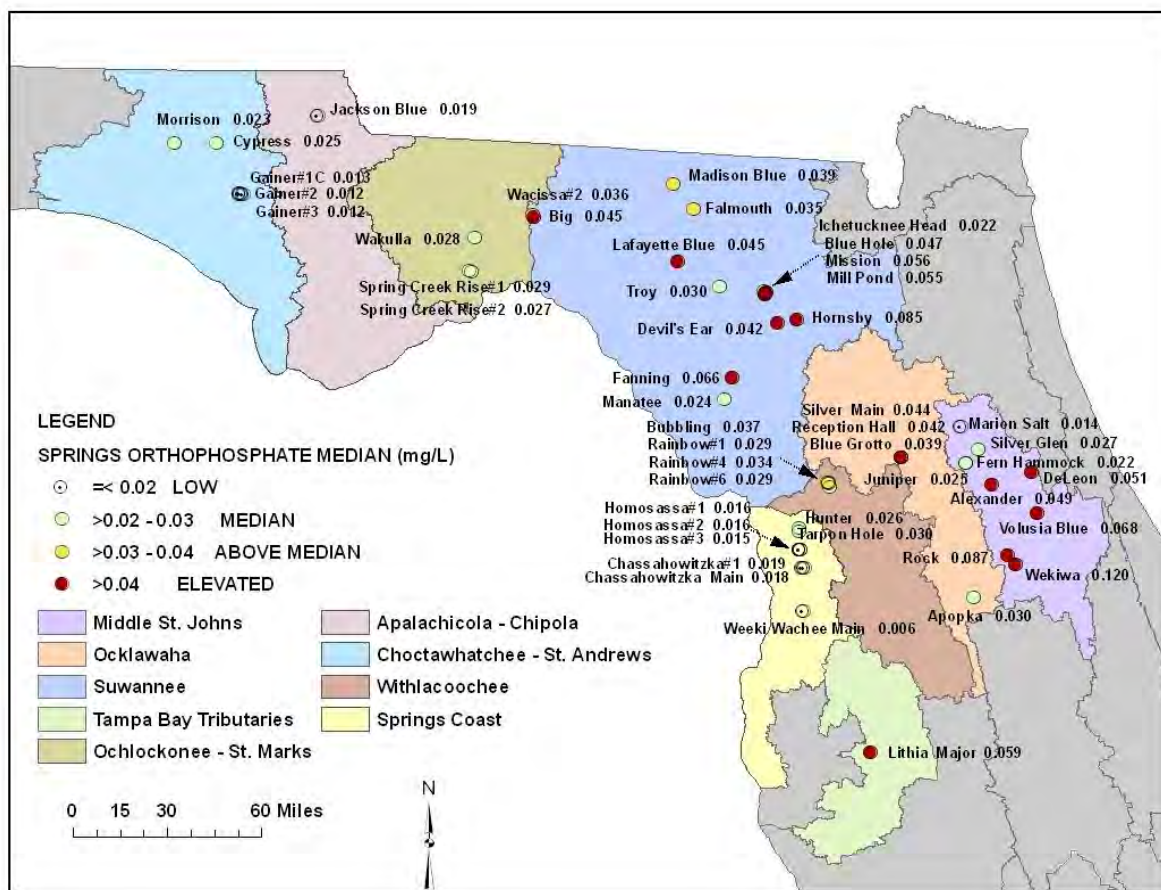 Jackson Blue 0.019
Morrison 0.023
Cypress 0.025
Gainer#1C 0.013
Gainer#2 0.012
Gainer#3 0.012
Madison Blue 0.039
Wacissa#2 0.036
Big 0.045
Falmouth 0.035
Ichetucknee Head 0.022
Blue Hole 0.047
Mission 0.056
Mill Pond 0.055
Wakulla 0.028
Lafayette Blue 0.045
Spring Creek Rise#1 0.029
Spring Creek Rise#2 0.027
Troy 0.030
Devil's Ear 0.042
Hornsby 0.085
Fanning 0.066
Manatee 0.024
Silver Main 0.044
Reception Hall 0.042
Blue Grotto 0.039
Bubbling 0.037
Rainbow#1 0.029
Rainbow#4 0.034
Rainbow#6 0.029
Marion Salt 0.014
Silver Glen 0.027
Fern Hammock 0.022
Juniper 0.025
DeLeon 0.051
Alexander 0.049
Volusia Blue 0.068
Homosassa#1 0.016
Homosassa#2 0.016
Homosassa#3 0.015
Hunter 0.026
Tarpon Hole 0.030
Chassahowitzka#1 0.019
Chassahowitzka Main 0.018
Rock 0.087
Wekiwa 0.120
Weeki Wachee Main 0.006
Apopka 0.030
Lithia Major 0.059
LEGEND
SPRINGS ORTHOPHOSPHATE MEDIAN (mg/L)
=< 0.02 LOW
>0.02 - 0.03 MEDIAN
>0.03 - 0.04 ABOVE MEDIAN
>0.04 ELEVATED
Middle St. Johns
Ocklawaha
Suwannee
Tampa Bay Tributaries
Ochlockonee - St. Marks
Apalachicola - Chipola
Choctawhatchee - St. Andrews
Withlacoochee
Springs Coast
0 15 30 60 Miles
N